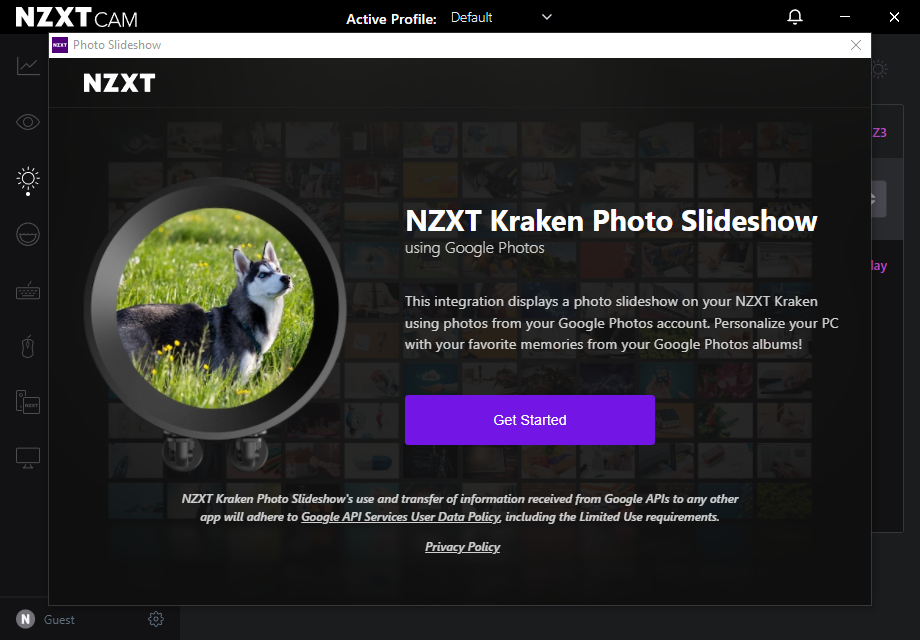 NZXT CAM
Active Profile: Default
NZXT Photo Slideshow
NZXT
Z3
NZXT Kraken Photo Slideshow
using Google Photos
lay
This integration displays a photo slideshow on your NZXT Kraken
using photos from your Google Photos account. Personalize your PC
with your favorite memories from your Google Photos albums!
NZXT
Get Started
NZXT Kraken Photo Slideshow's use and transfer of information received from Google APIs to any other
app will adhere to Google API Services User Data Policy, including the Limited Use requirements.
Privacy Policy
N Guest